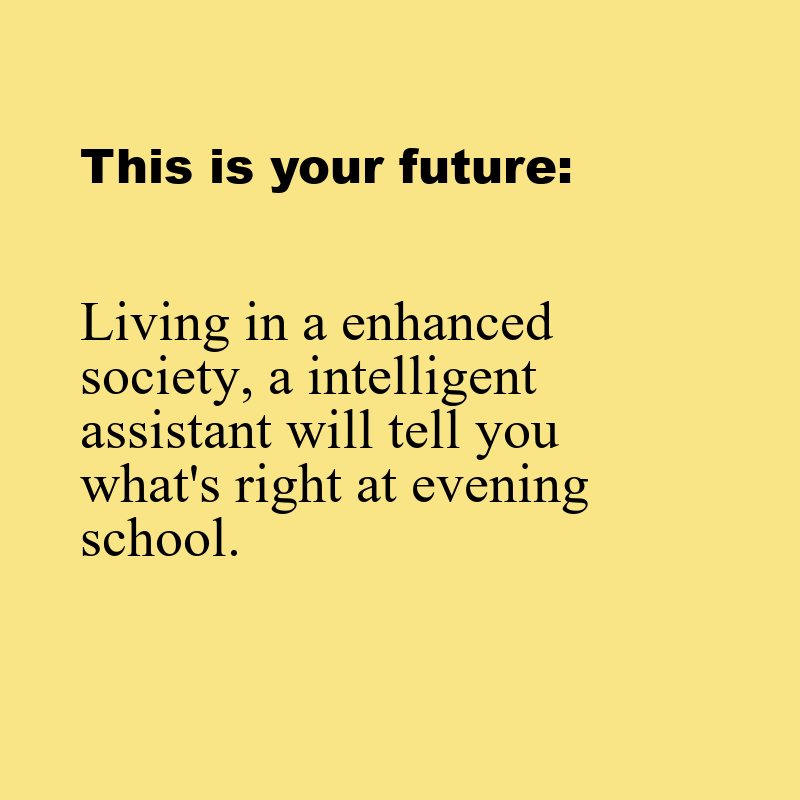 This is your future:
Living in a enhanced
society, a intelligent
assistant will tell you
what's right at evening
school.